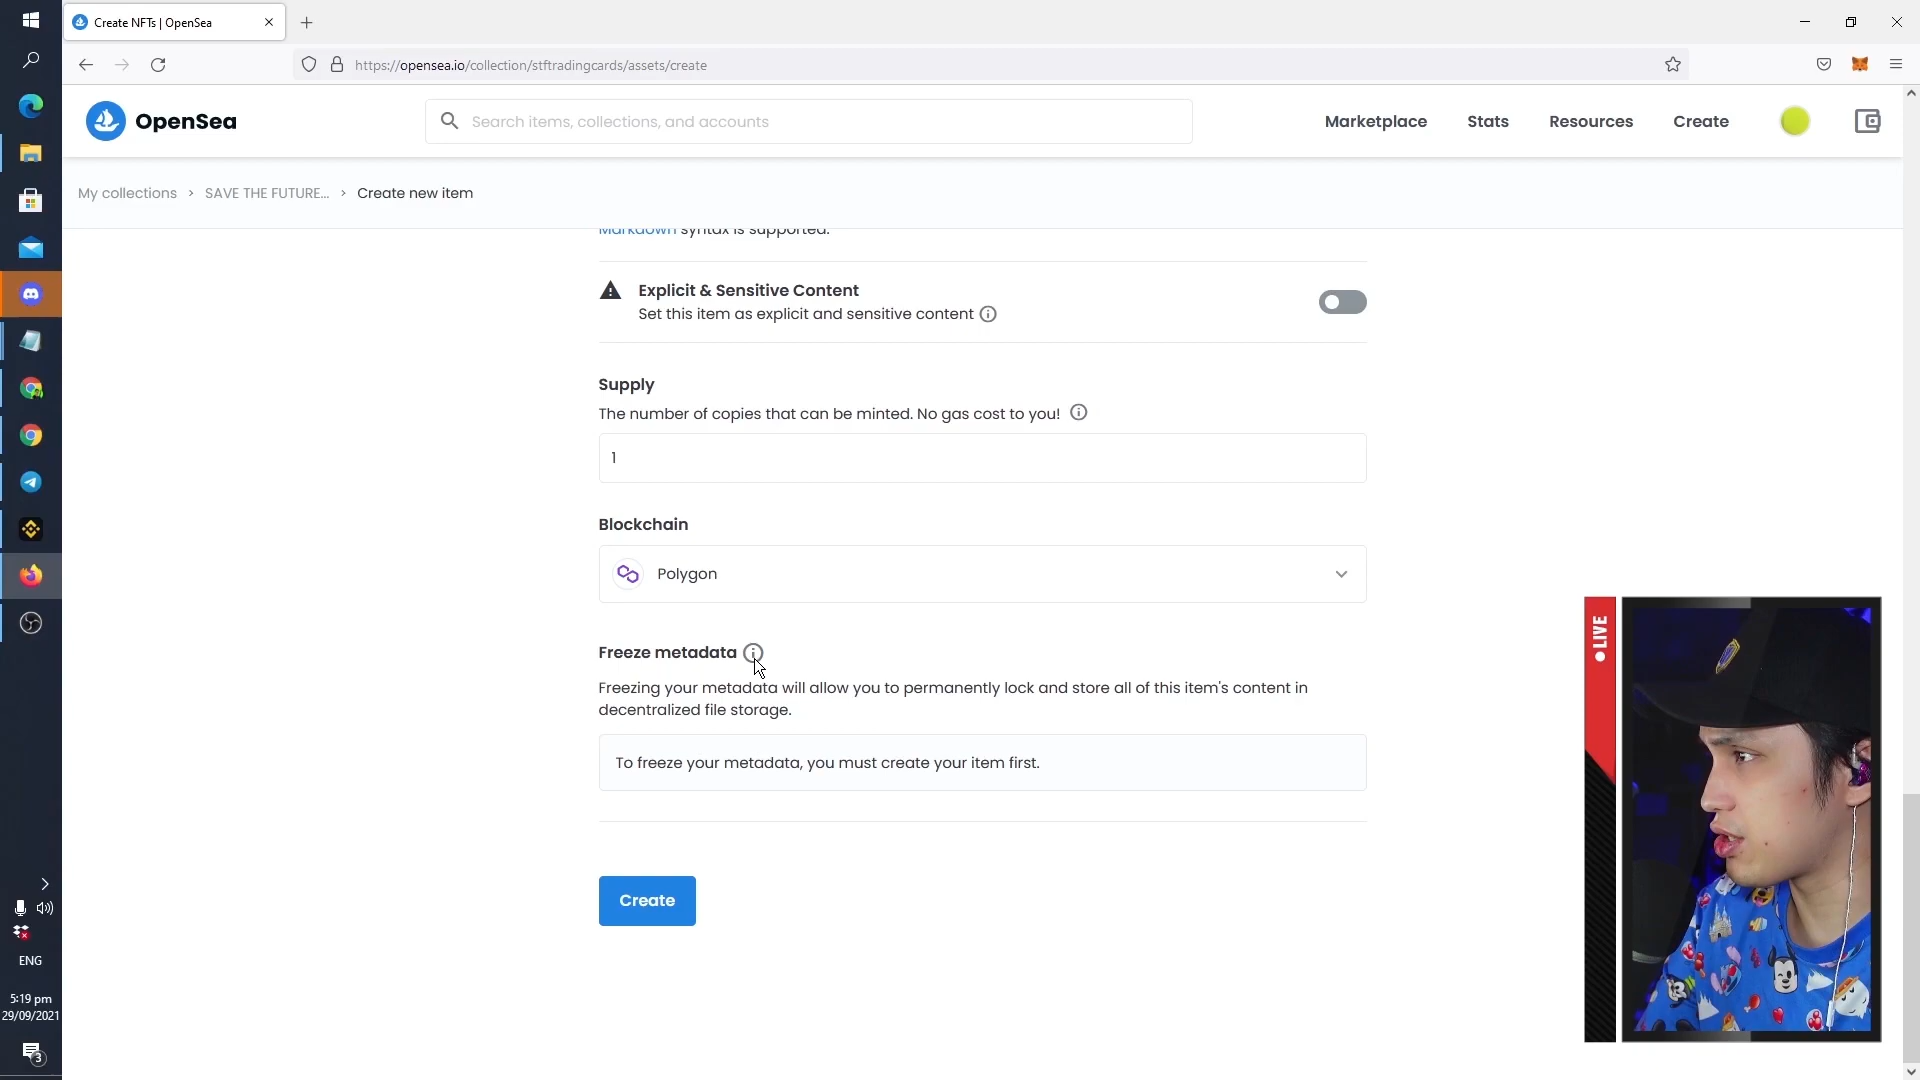 Create NFTs | OpenSea
https://opensea.io/collection/stftradingcards/assets/create
OpenSea
Search items, collections, and accounts
Marketplace
Stats
Resources
Create
My collections > SAVE THE FUTURE... > Create new item
Markdown syntax is supported.
Explicit & Sensitive Content
Set this item as explicit and sensitive content
Supply
The number of copies that can be minted. No gas cost to you!
1
Blockchain
Polygon
Freeze metadata
Freezing your metadata will allow you to permanently lock and store all of this item's content in
decentralized file storage.
To freeze your metadata, you must create your item first.
Create
LIVE
ENG
5:19 pm
29/09/2021
3